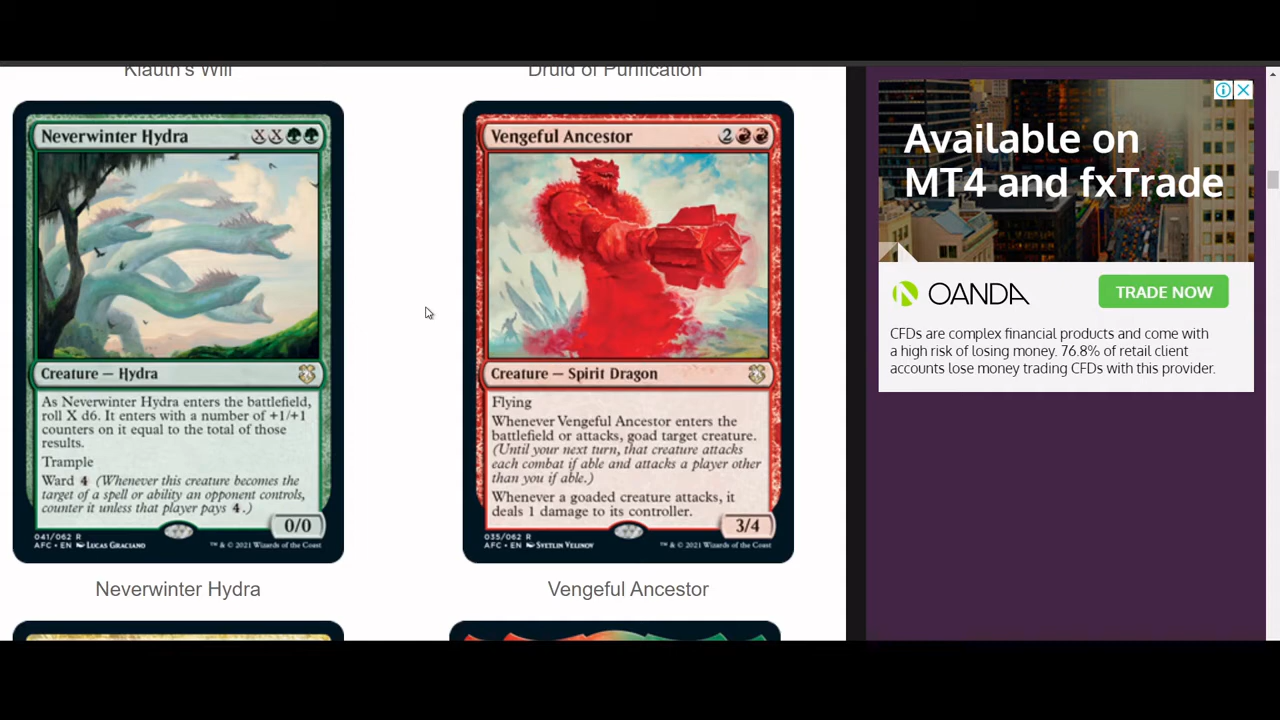 Klauth's Will
Druid of Purification
Neverwinter Hydra XX
As Neverwinter Hydra enters the battlefield,
roll X d6. It enters with a number of +1/+1
counters on it equal to the total of those
results.
Trample
Ward 4 (Whenever this creature becomes the
target of a spell or ability an opponent controls,
counter it unless that player pays 4.)
Creature — Hydra
0/0
041/062 R
AFC • EN Lucas Graciano
™ & © 2021 Wizards of the Coast
Neverwinter Hydra
Vengeful Ancestor 2
Creature — Spirit Dragon
Flying
Whenever Vengeful Ancestor enters the
battlefield or attacks, goad target creature.
(Until your next turn, that creature attacks
each combat if able and attacks a player other
than you if able.)
Whenever a goaded creature attacks, it
deals 1 damage to its controller.
3/4
035/062 R
AFC • EN Svetlin Velinov
™ & © 2021 Wizards of the Coast
Vengeful Ancestor
Available on
MT4 and fxTrade
OANDA
TRADE NOW
CFDs are complex financial products and come with
a high risk of losing money. 76.8% of retail client
accounts lose money trading CFDs with this provider.